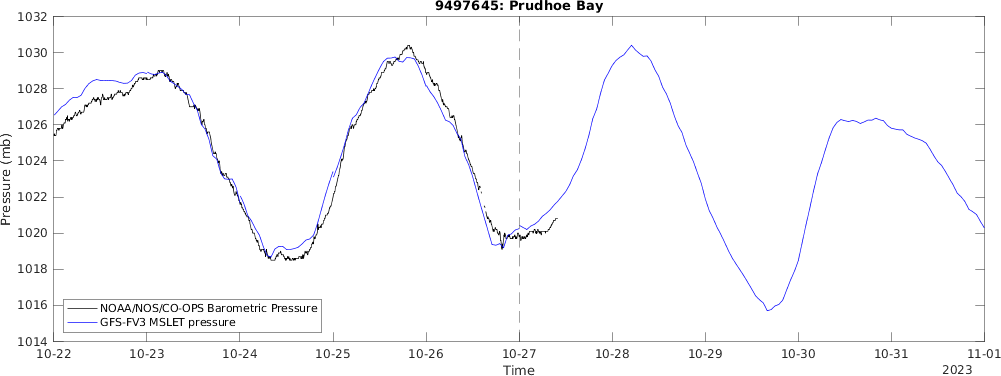 9497645: Prudhoe Bay
1032
1030
1028
1026
1024
1022
1020
1018
1016
1014
Pressure (mb)
NOAA/NOS/CO-OPS Barometric Pressure
GFS-FV3 MSLET pressure
10-22 10-23 10-24 10-25 10-26 10-27 10-28 10-29 10-30 10-31 11-01
Time
2023